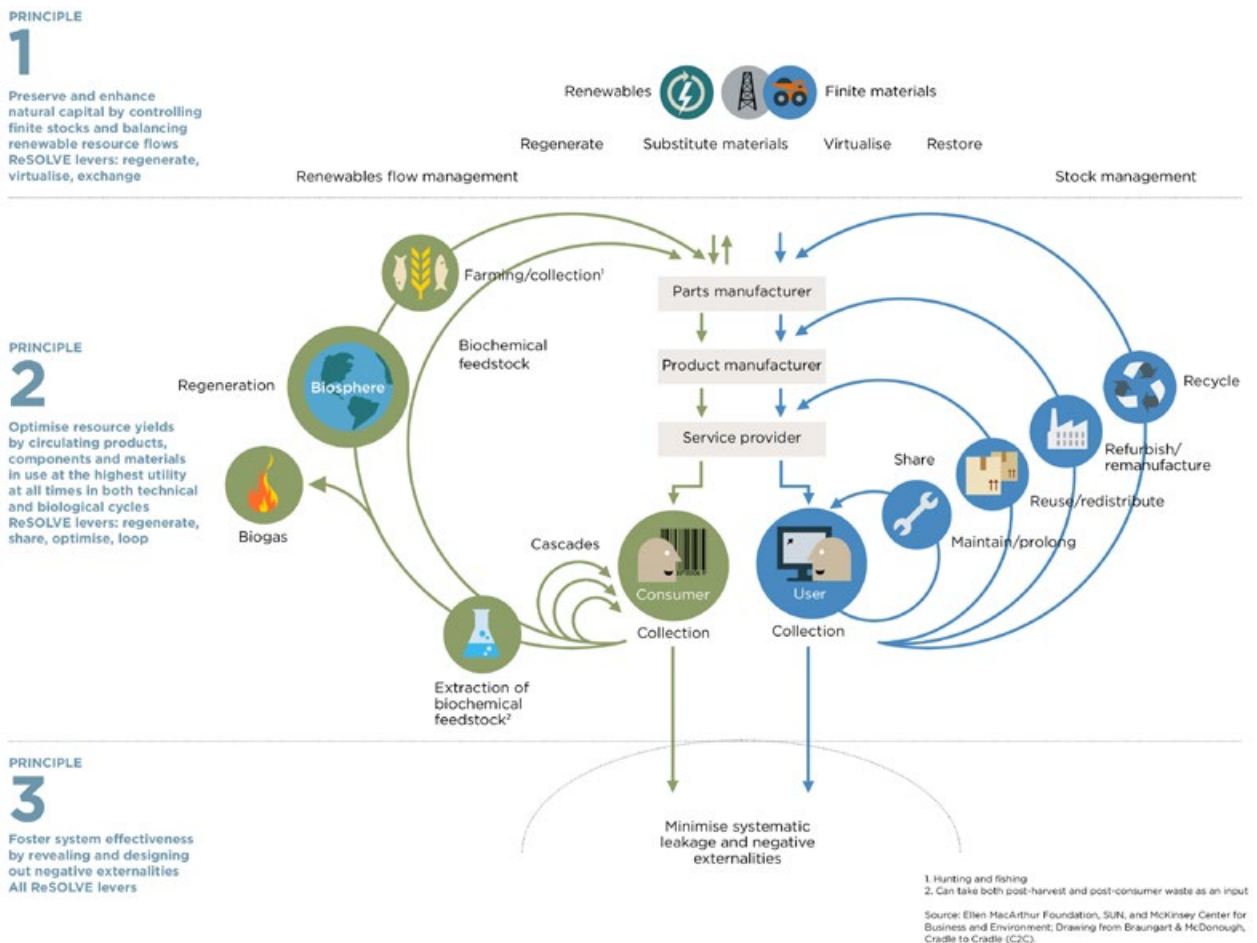 PRINCIPLE
1
Preserve and enhance
natural capital by controlling
finite stocks and balancing
renewable resource flows
ReSOLVE levers: regenerate,
virtualise, exchange
Renewables
Finite materials
Regenerate
Substitute materials
Virtualise
Restore
Renewables flow management
Stock management
PRINCIPLE
2
Optimise resource yields
by circulating products,
components and materials
in use at the highest utility
at all times in both technical
and biological cycles
ReSOLVE levers: regenerate,
share, optimise, loop
Farming/collection¹
Biochemical
feedstock
Regeneration
Biosphere
Biogas
Cascades
Extraction of
biochemical
feedstock²
Parts manufacturer
Product manufacturer
Service provider
Consumer
Collection
User
Collection
Share
Maintain/prolong
Reuse/redistribute
Refurbish/
remanufacture
Recycle
PRINCIPLE
3
Foster system effectiveness
by revealing and designing
out negative externalities
All ReSOLVE levers
Minimise systematic
leakage and negative
externalities
1. Hunting and fishing
2. Can take both post-harvest and post-consumer waste as an input
Source: Ellen MacArthur Foundation, SUN, and McKinsey Center for
Business and Environment; Drawing from Braungart & McDonough,
Cradle to Cradle (C2C).